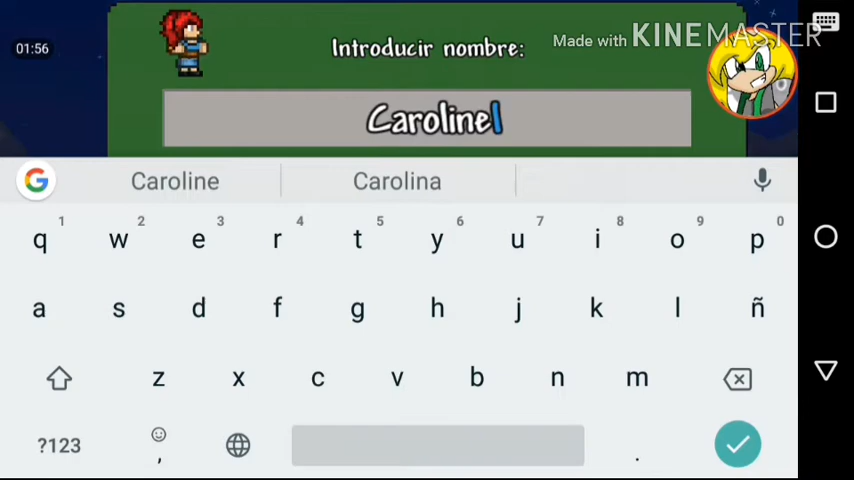 01:56
Introducir nombre:
Made with KINEMASTER
Caroline
G Caroline Carolina
1 2 3 4 5 6 7 8 9 0
q w e r t y u i o p
a s d f g h j k l ñ
z x c v b n m
?123 , .